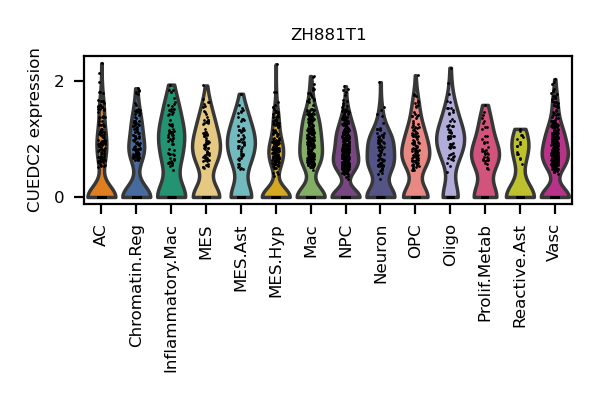 ZH881T1
CUEDC2 expression
2
0
AC
Chromatin.Reg
Inflammatory.Mac
MES
MES.Ast
MES.Hyp
Mac
NPC
Neuron
OPC
Oligo
Prolif.Metab
Reactive.Ast
Vasc